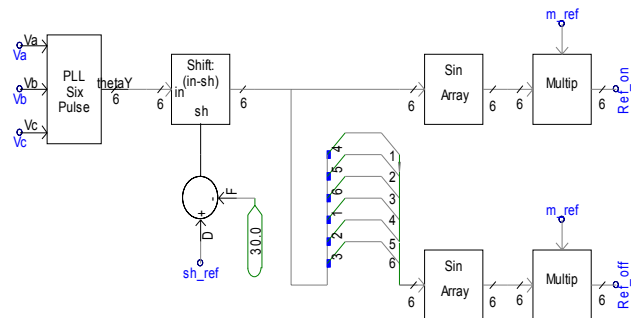 m_ref
Va
Va
PLL
Six
Pulse
thetaY
6
Vb
Vb
Vc
Vc
Shift:
(in-sh)
in
sh
6
6
Sin
Array
6
6
Multip
6
6
Ref_on
4
5
6
1
2
3
1
2
3
4
5
6
-
F
+
D
30.0
sh_ref
m_ref
Sin
Array
6
6
Multip
6
6
Ref_off